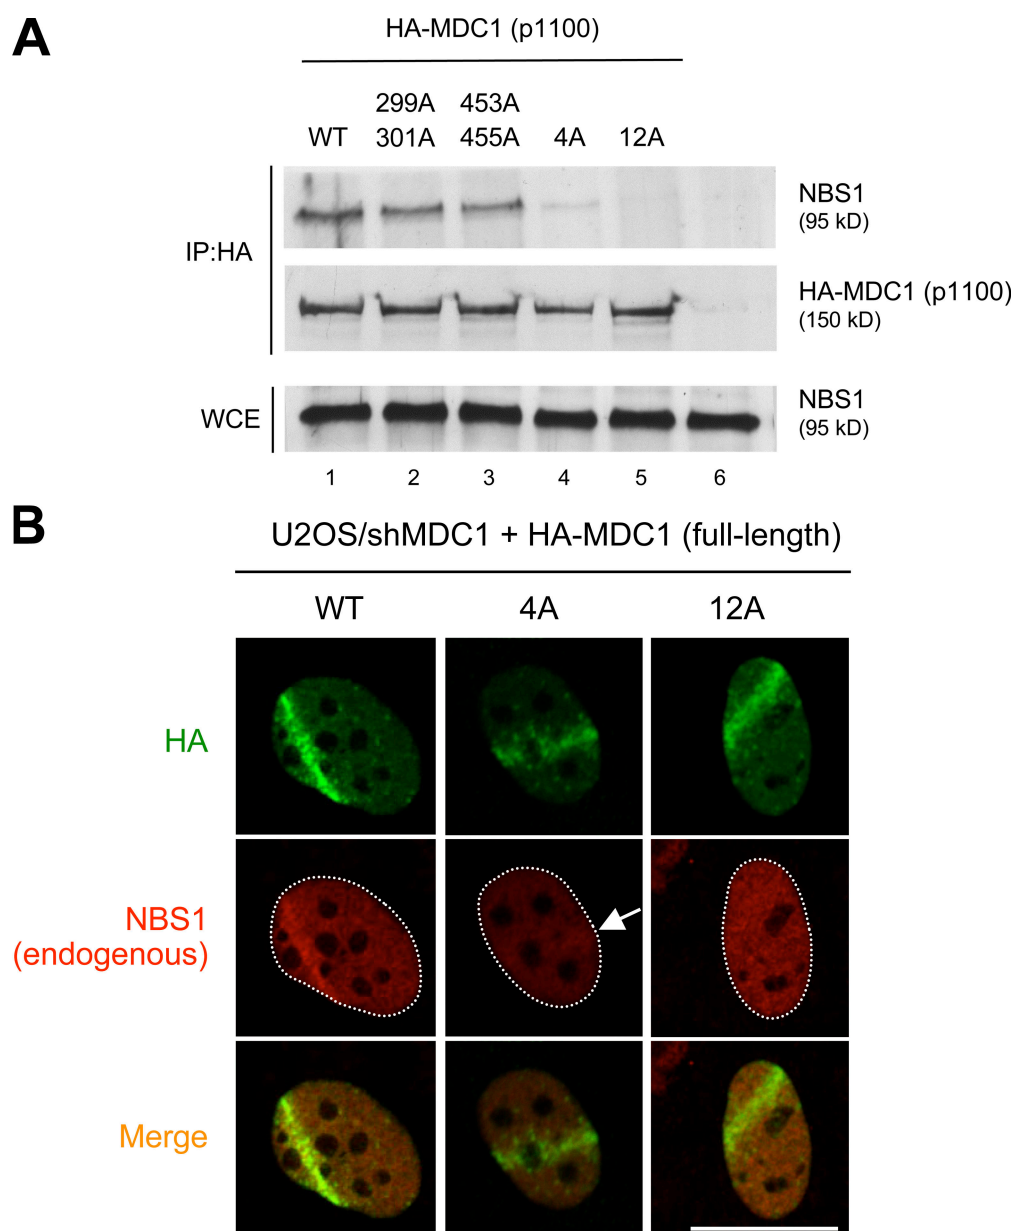 A
HA-MDC1 (p1100)
299A 453A
WT 301A 455A 4A 12A
NBS1
(95 kD)
IP:HA
HA-MDC1 (p1100)
(150 kD)
NBS1
WCE
(95 kD)
1 2 3 4 5 6
B
U2OS/shMDC1 + HA-MDC1 (full-length)
WT 4A 12A
HA
NBS1
(endogenous)
Merge